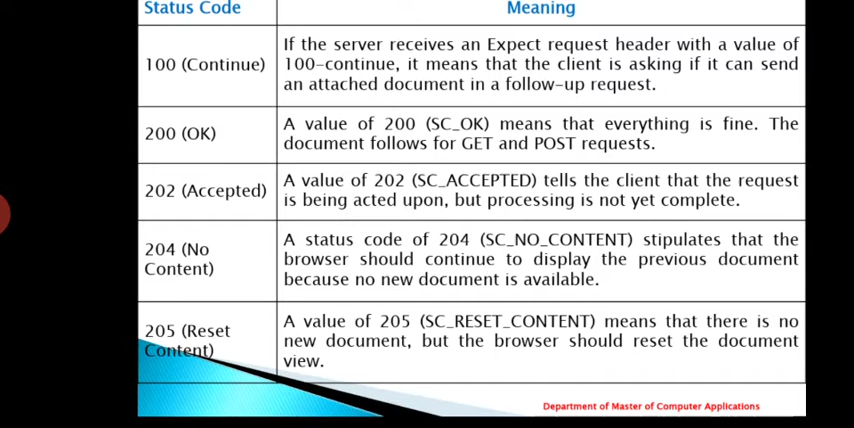 Status Code Meaning
100 (Continue)
If the server receives an Expect request header with a value of
100-continue, it means that the client is asking if it can send
an attached document in a follow-up request.
200 (OK)
A value of 200 (SC_OK) means that everything is fine. The
document follows for GET and POST requests.
202 (Accepted)
A value of 202 (SC_ACCEPTED) tells the client that the request
is being acted upon, but processing is not yet complete.
204 (No
Content)
A status code of 204 (SC_NO_CONTENT) stipulates that the
browser should continue to display the previous document
because no new document is available.
205 (Reset
Content)
A value of 205 (SC_RESET_CONTENT) means that there is no
new document, but the browser should reset the document
view.
Department of Master of Computer Applications